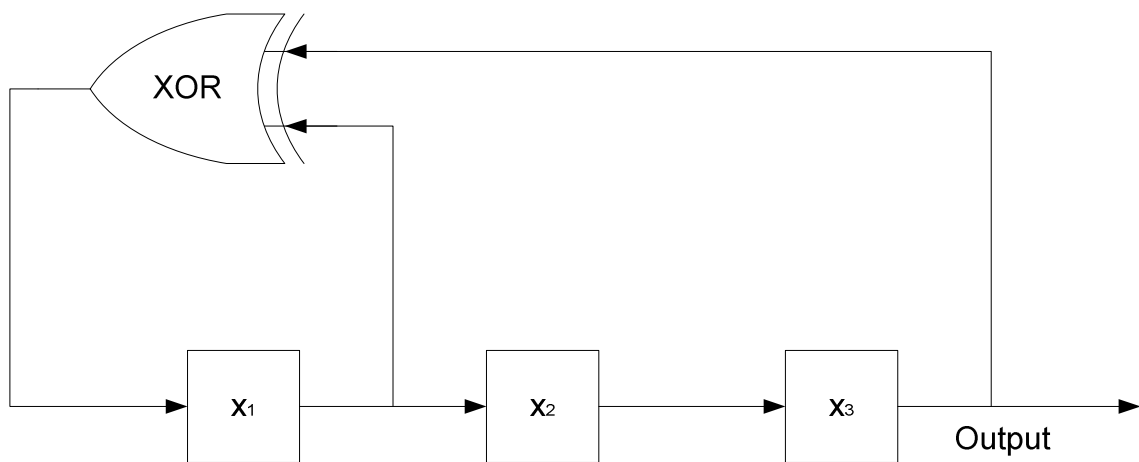 XOR
x₁
x₂
x₃
Output